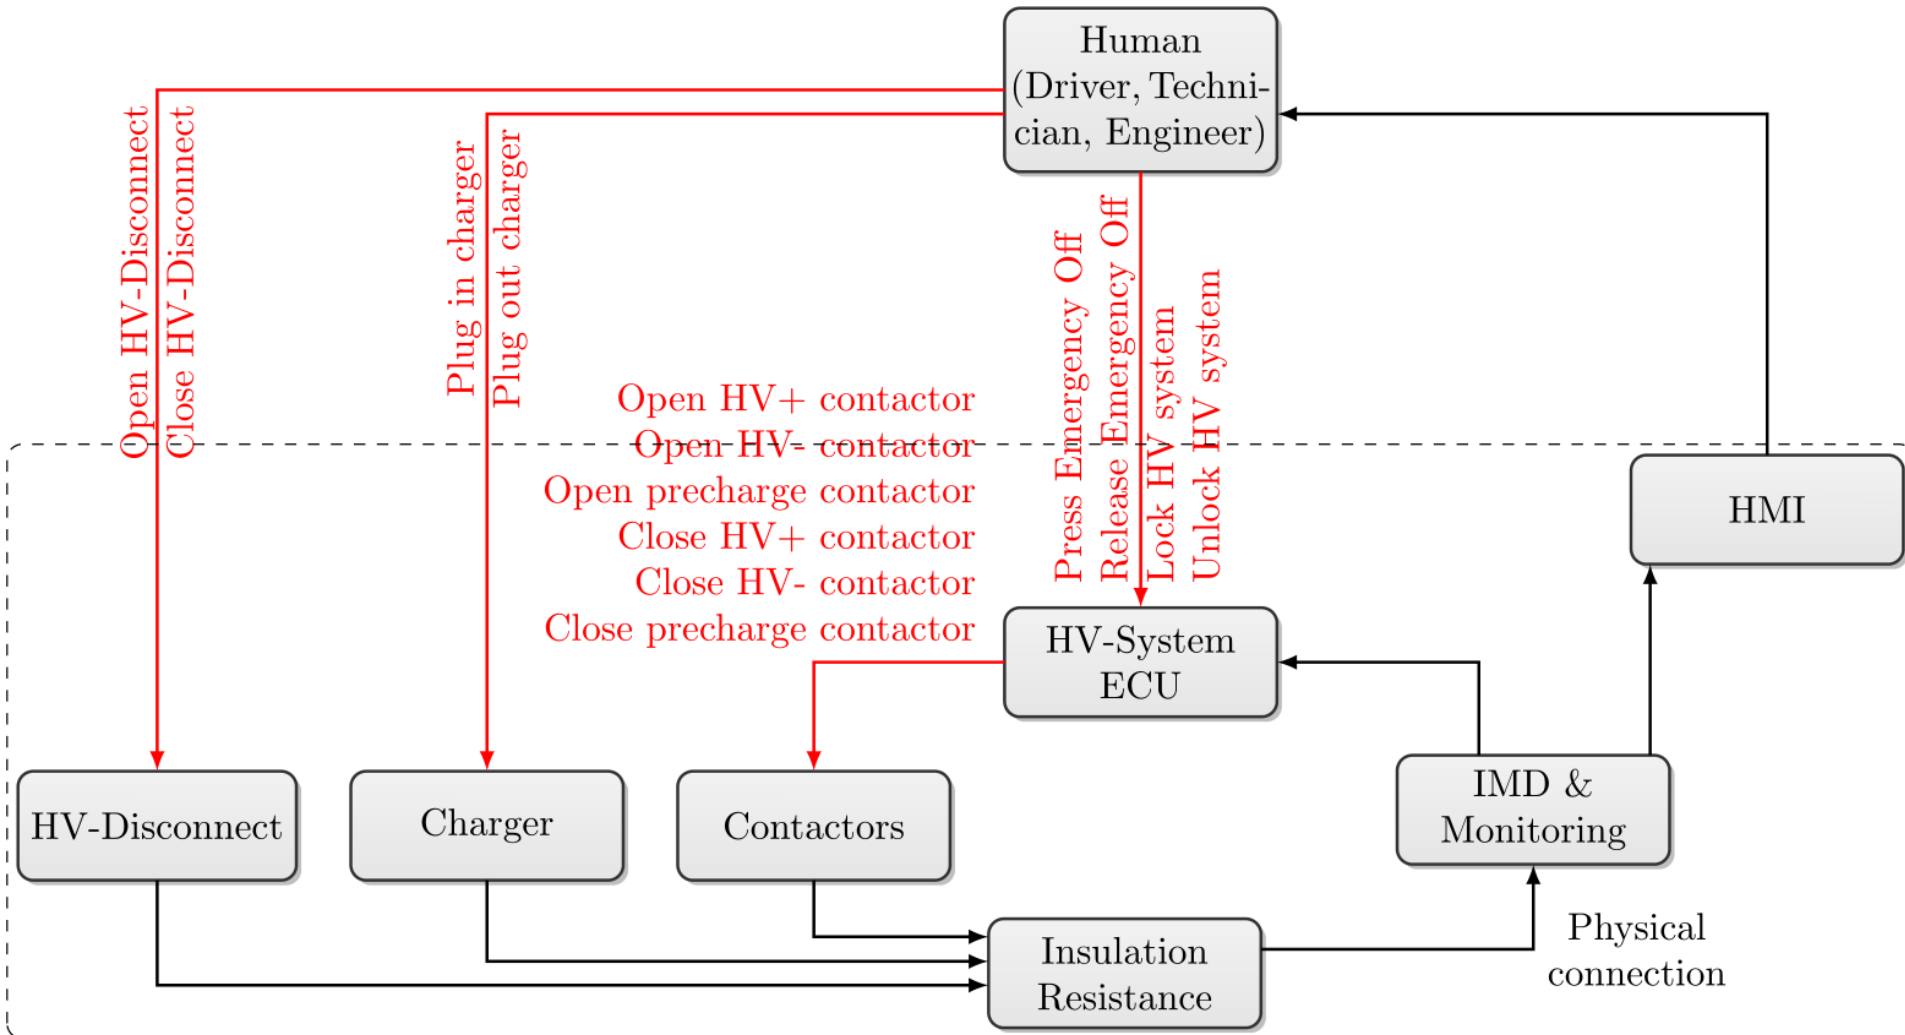 Human
(Driver, Techni-
cian, Engineer)
Open HV-Disconnect
Close HV-Disconnect
Plug in charger
Plug out charger
Press Emergency Off
Release Emergency Off
Lock HV system
Unlock HV system
Open HV+ contactor
Open HV- contactor
Open precharge contactor
Close HV+ contactor
Close HV- contactor
Close precharge contactor
HMI
HV-System
ECU
HV-Disconnect
Charger
Contactors
IMD &
Monitoring
Insulation
Resistance
Physical
connection